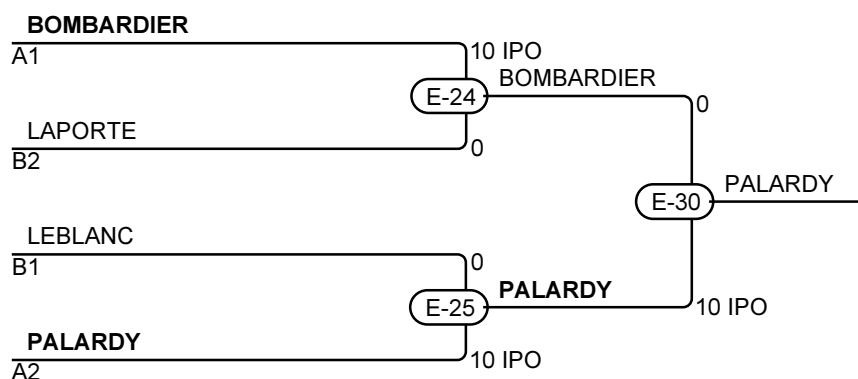 BOMBARDIER
A1
10 IPO
E-24
BOMBARDIER
0
LAPORTE
B2
0
E-30
PALARDY
LEBLANC
B1
0
E-25
PALARDY
10 IPO
PALARDY
A2
10 IPO